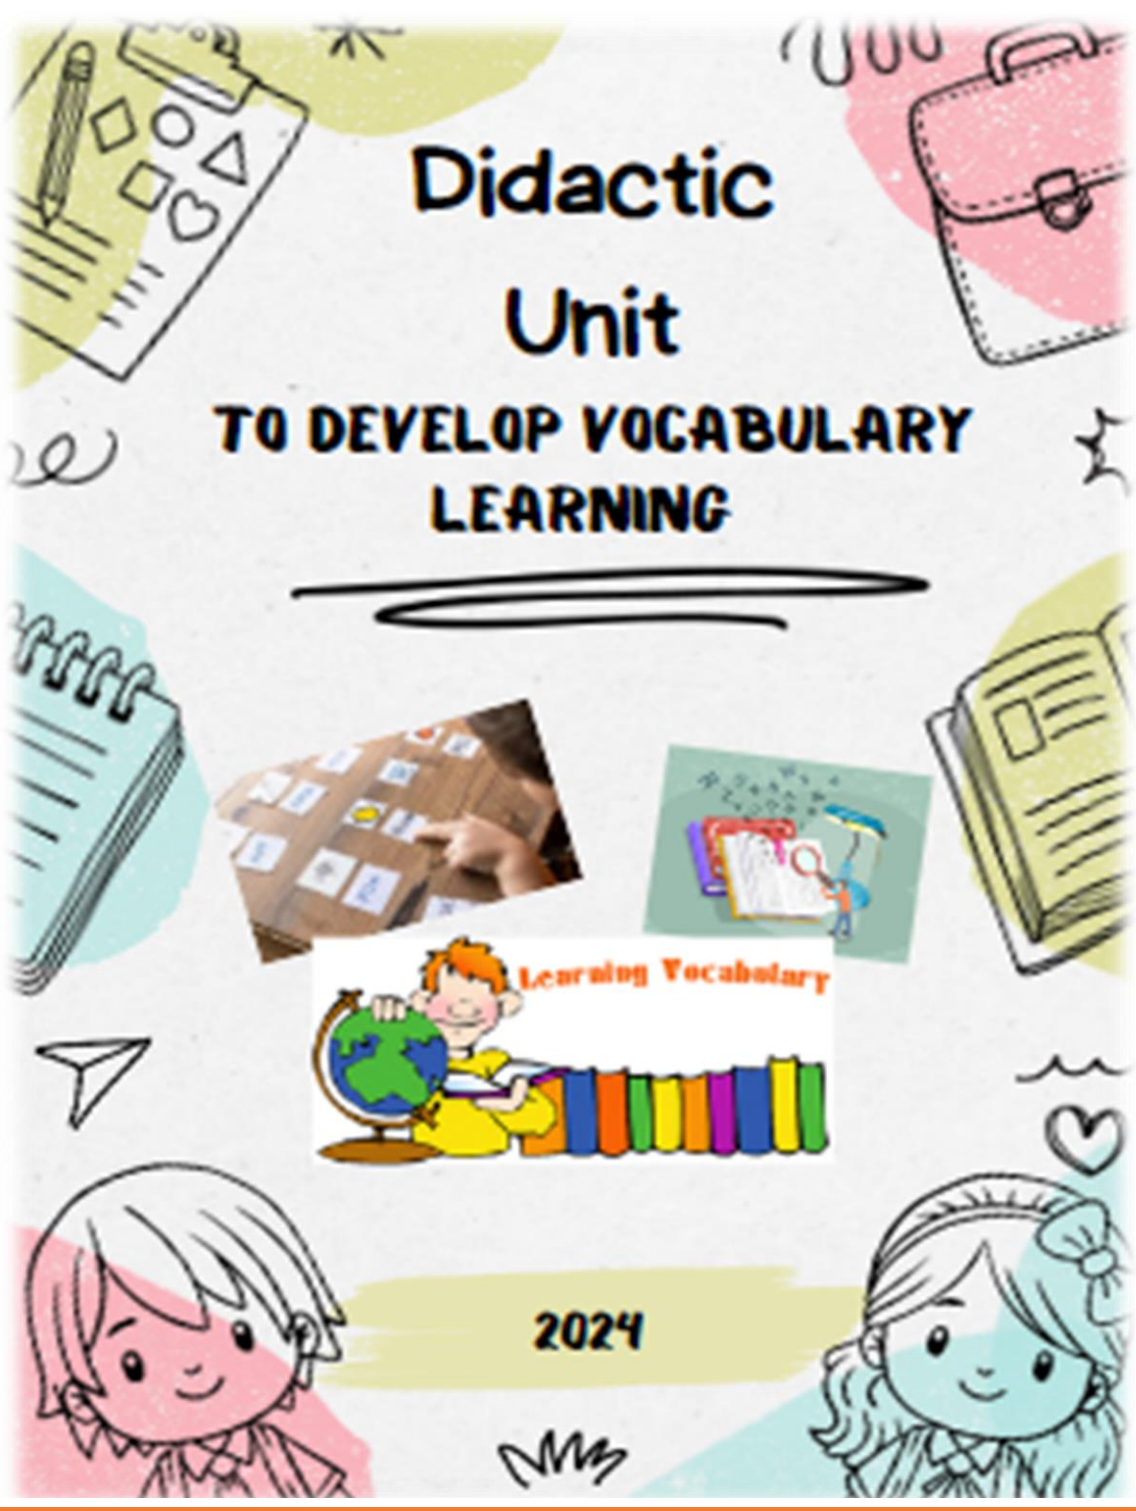 Didactic
Unit
TO DEVELOP VOCABULARY
LEARNING
Learning Vocabulary
2024